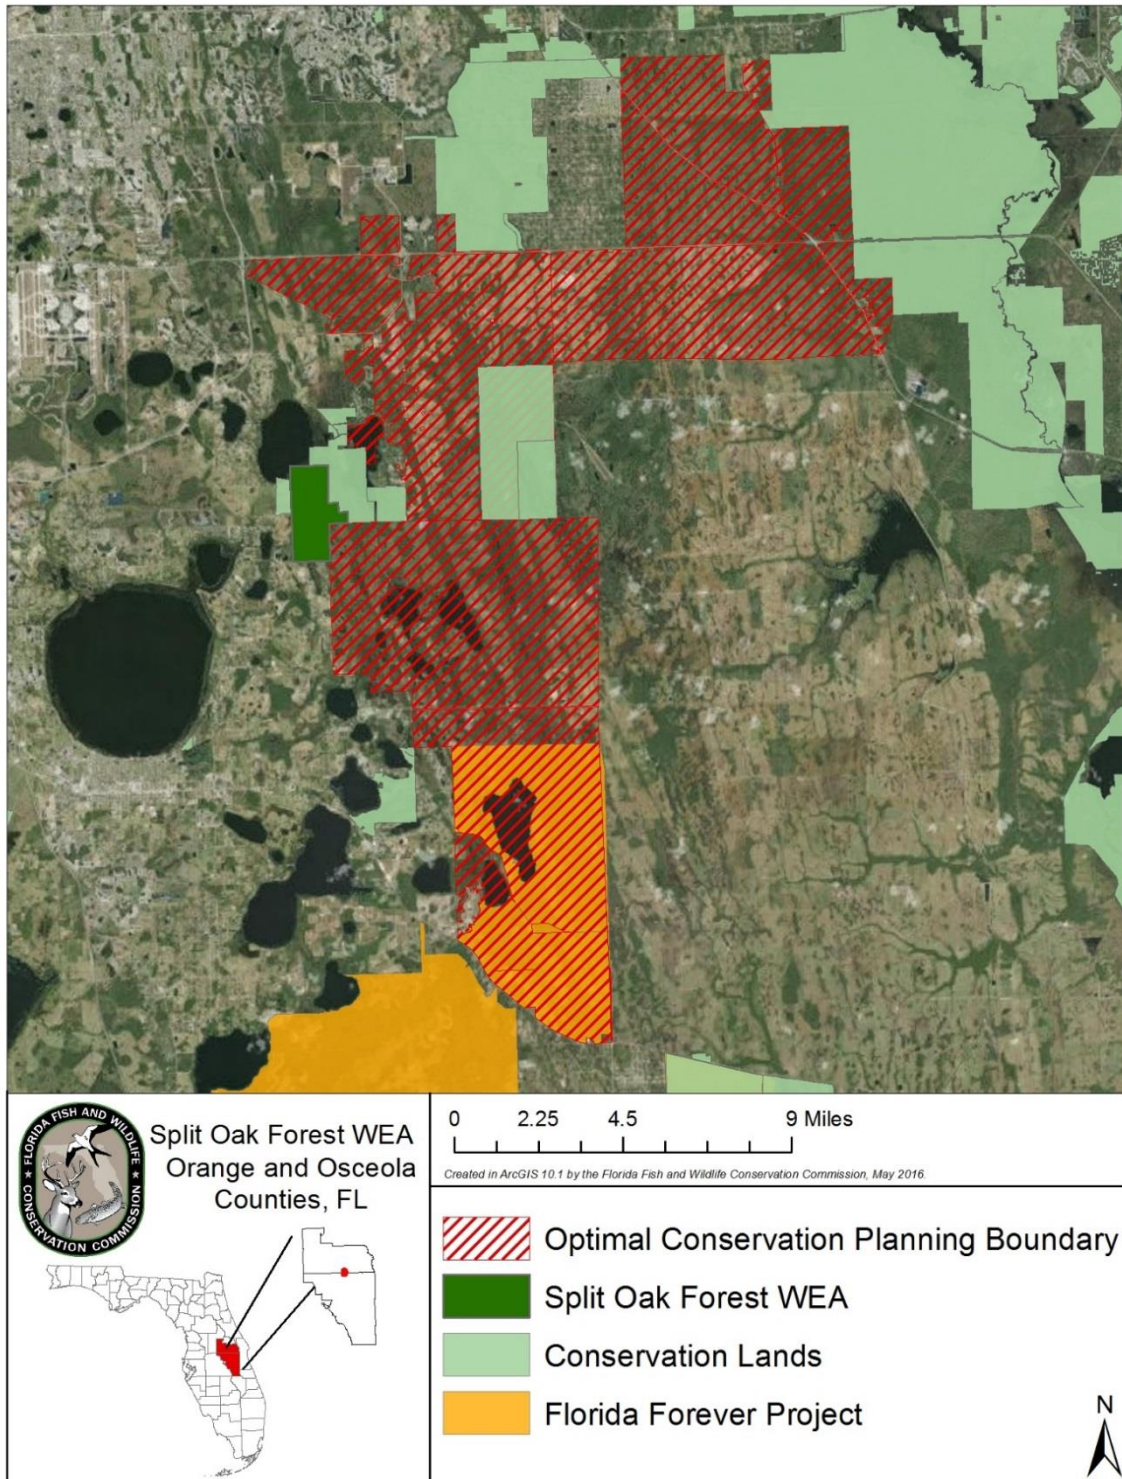 FLORIDA FISH AND WILDLIFE
CONSERVATION COMMISSION
Split Oak Forest WEA
Orange and Osceola
Counties, FL
0 2.25 4.5 9 Miles
Created in ArcGIS 10.1 by the Florida Fish and Wildlife Conservation Commission, May 2016.
Optimal Conservation Planning Boundary
Split Oak Forest WEA
Conservation Lands
Florida Forever Project
N